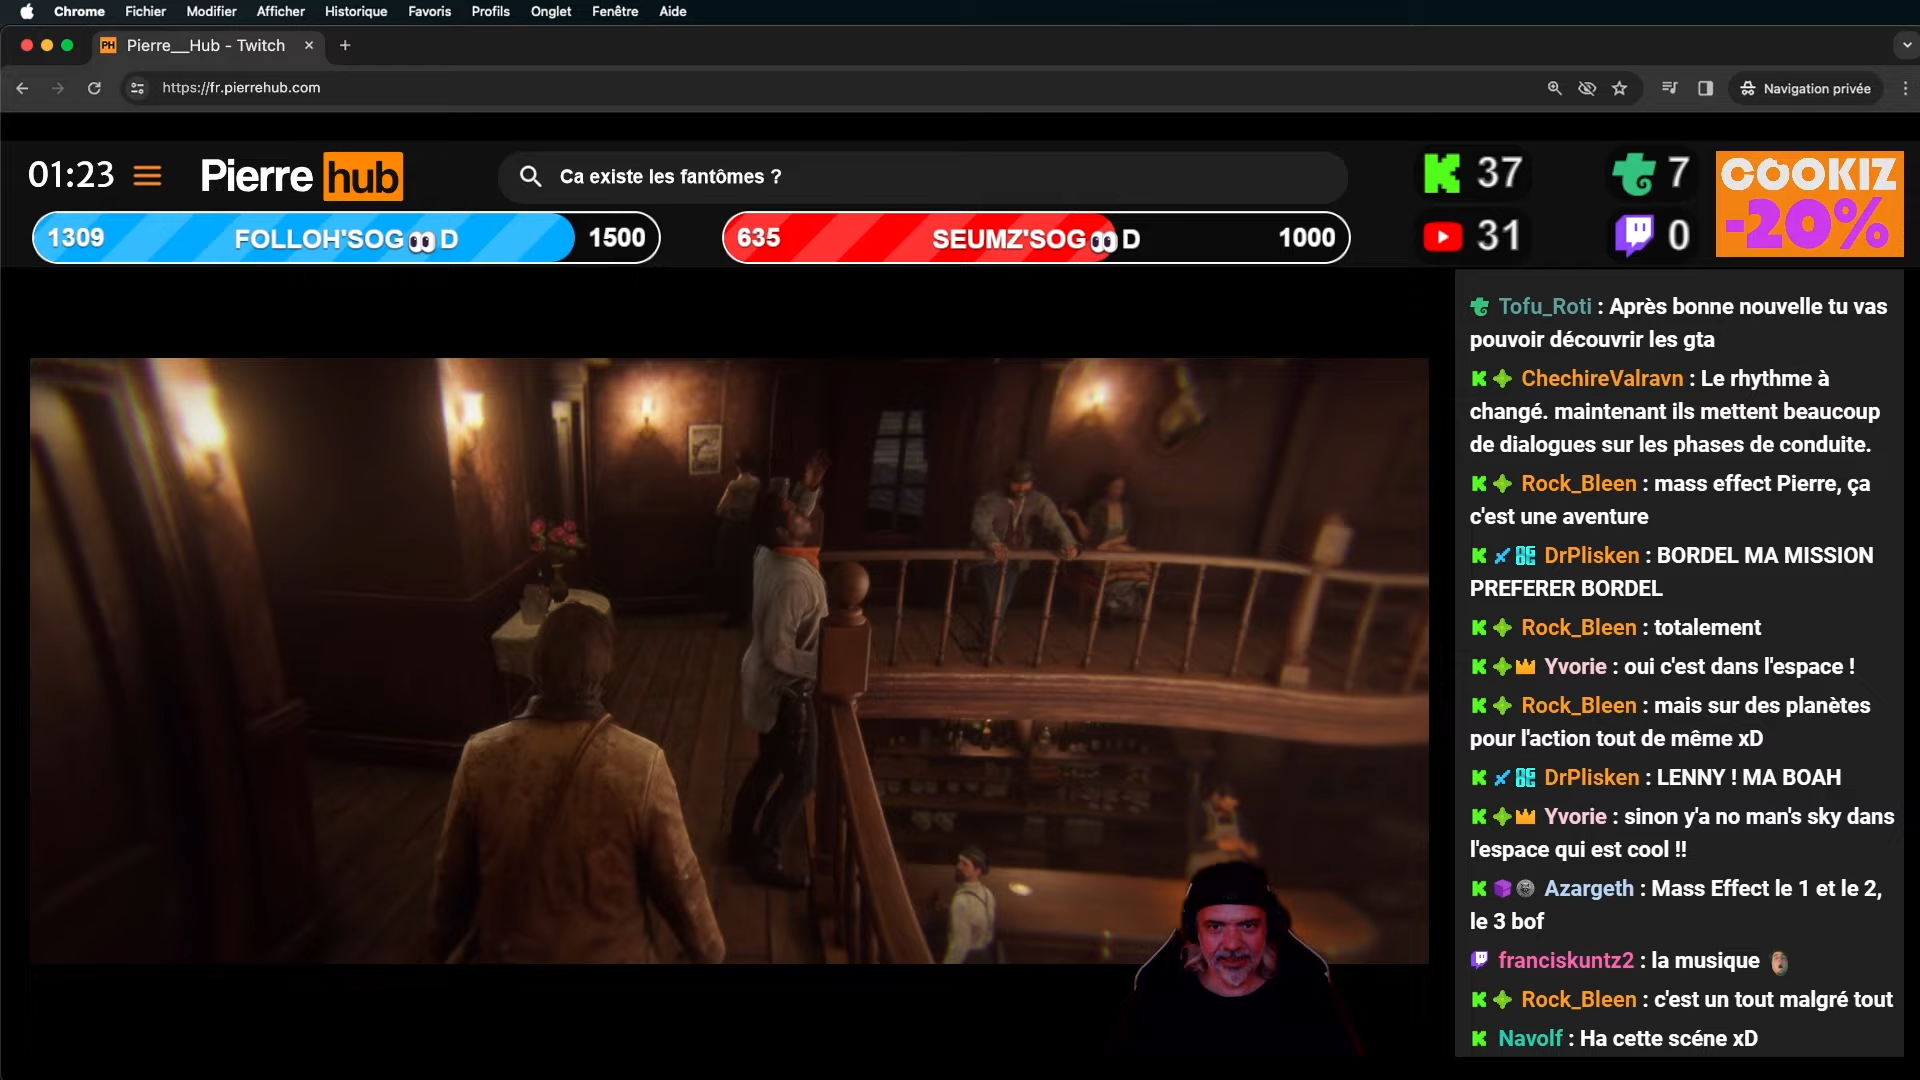 Chrome Fichier Modifier Afficher Historique Favoris Profils Onglet Fenêtre Aide
PH Pierre__Hub - Twitch
https://fr.pierrehub.com
Navigation privée
01:23
Pierre hub
Ca existe les fantômes ?
37
7
COOKIZ
-20%
1309 FOLLOH'SOG👀D 1500
635 SEUMZ'SOG👀D 1000
31
0
Tofu_Roti : Après bonne nouvelle tu vas
pouvoir découvrir les gta
ChechireValravn : Le rhythme à
changé. maintenant ils mettent beaucoup
de dialogues sur les phases de conduite.
Rock_Bleen : mass effect Pierre, ça
c'est une aventure
DrPlisken : BORDEL MA MISSION
PREFERER BORDEL
Rock_Bleen : totalement
Yvorie : oui c'est dans l'espace !
Rock_Bleen : mais sur des planètes
pour l'action tout de même xD
DrPlisken : LENNY ! MA BOAH
Yvorie : sinon y'a no man's sky dans
l'espace qui est cool !!
Azargeth : Mass Effect le 1 et le 2,
le 3 bof
franciskuntz2 : la musique
Rock_Bleen : c'est un tout malgré tout
Navolf : Ha cette scéne xD